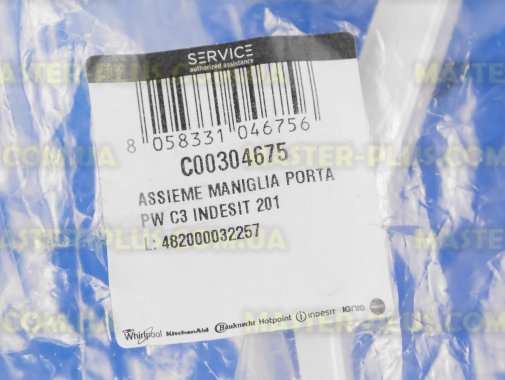 SERVICE
authorized assistance
8 058331 046756
C00304675
ASSIEME MANIGLIA PORTA
PW C3 INDESIT 201
L: 482000032257
Whirlpool KitchenAid Bauknecht Hotpoint INDESIT IGNIS
MASTER-PLUS.COM.UA